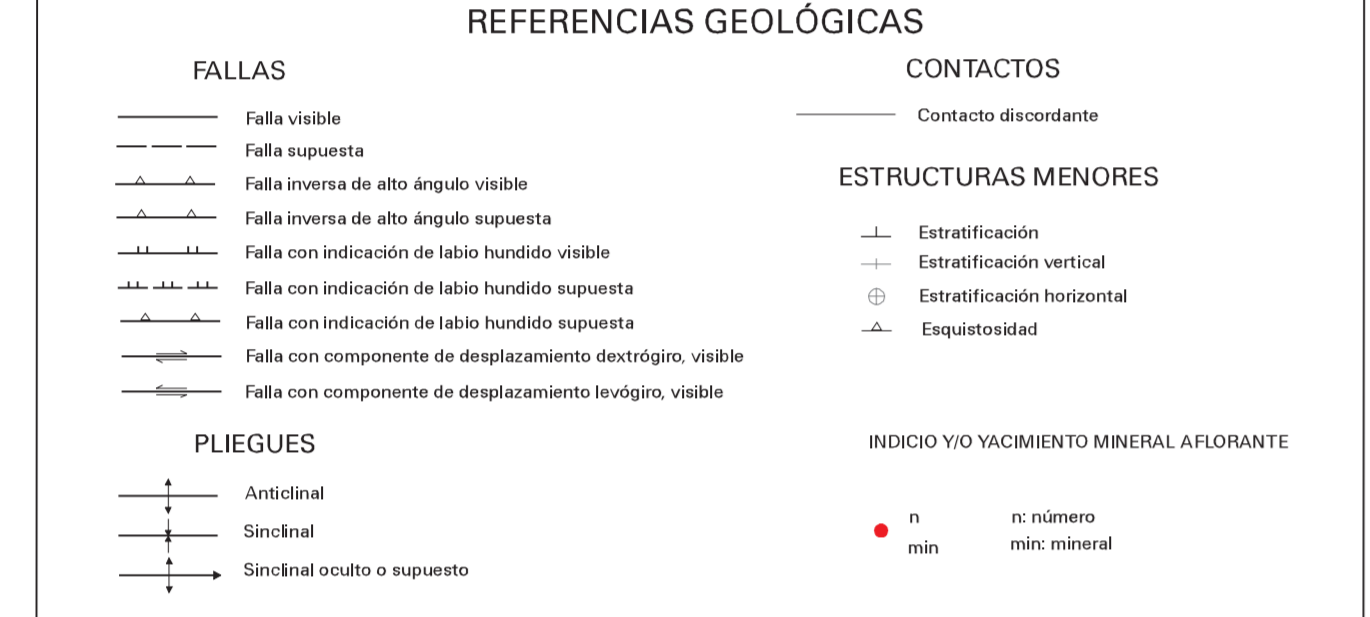 REFERENCIAS GEOLÓGICAS
FALLAS
Falla visible
Falla supuesta
Falla inversa de alto ángulo visible
Falla inversa de alto ángulo supuesta
Falla con indicación de labio hundido visible
Falla con indicación de labio hundido supuesta
Falla con indicación de labio hundido supuesta
Falla con componente de desplazamiento dextrógiro, visible
Falla con componente de desplazamiento levógiro, visible
PLIEGUES
Anticlinal
Sinclinal
Sinclinal oculto o supuesto
CONTACTOS
Contacto discordante
ESTRUCTURAS MENORES
Estratificación
Estratificación vertical
Estratificación horizontal
Esquistosidad
INDICIO Y/O YACIMIENTO MINERAL AFLORANTE
n n: número
min min: mineral